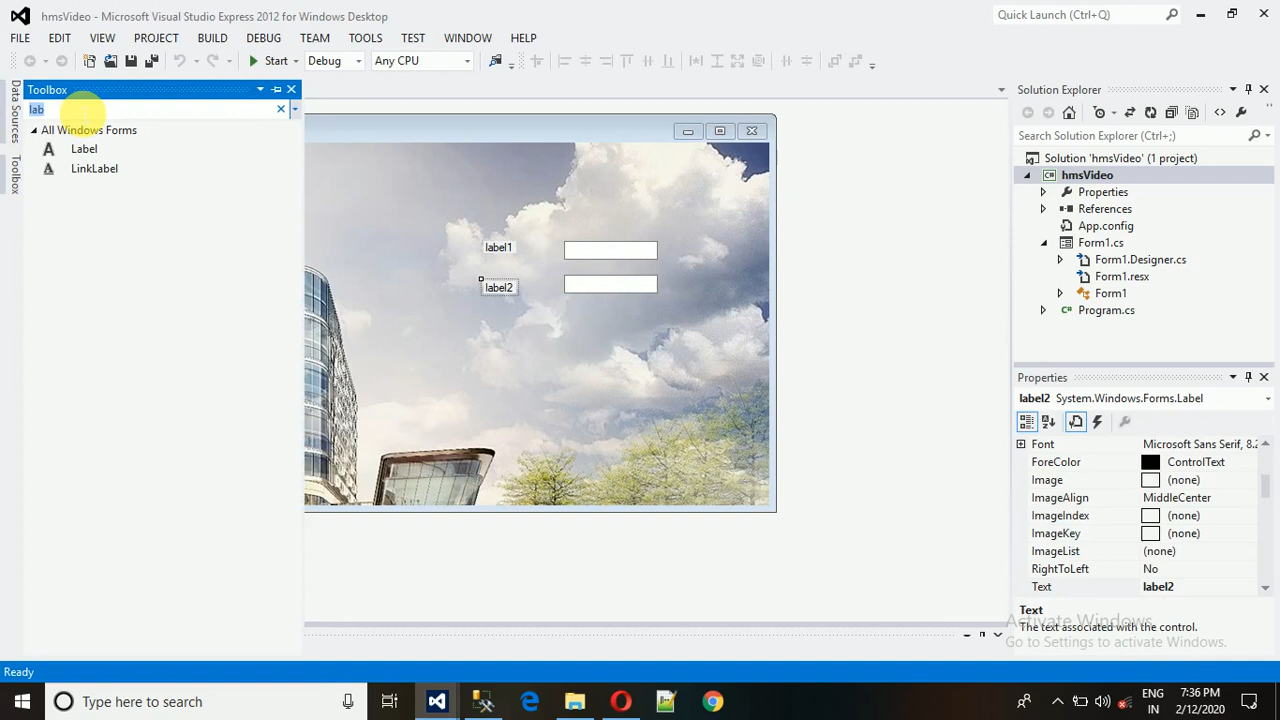 hmsVideo - Microsoft Visual Studio Express 2012 for Windows Desktop
Quick Launch (Ctrl+Q)
FILE EDIT VIEW PROJECT BUILD DEBUG TEAM TOOLS TEST WINDOW HELP
Start Debug Any CPU
Data Sources
Toolbox
Toolbox
lab
All Windows Forms
Label
LinkLabel
label1
label2
Solution Explorer
Search Solution Explorer (Ctrl+;)
Solution 'hmsVideo' (1 project)
hmsVideo
Properties
References
App.config
Form1.cs
Form1.Designer.cs
Form1.resx
Form1
Program.cs
Properties
label2 System.Windows.Forms.Label
Font Microsoft Sans Serif, 8.2
ForeColor ControlText
Image (none)
ImageAlign MiddleCenter
ImageIndex (none)
ImageKey (none)
ImageList (none)
RightToLeft No
Text label2
Text
The text associated with the control.
Activate Windows
Go to Settings to activate Windows.
Ready
Type here to search
ENG
IN
7:36 PM
2/12/2020